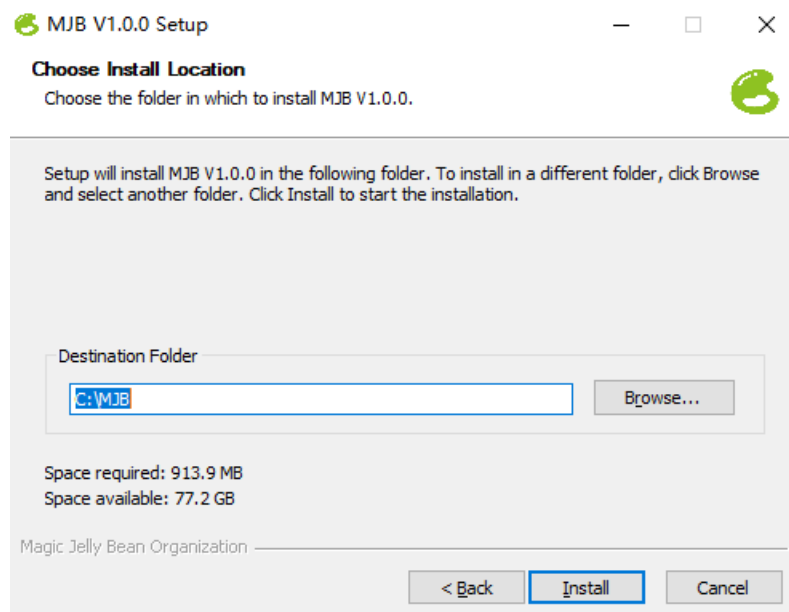 MJB V1.0.0 Setup
Choose Install Location
Choose the folder in which to install MJB V1.0.0.
Setup will install MJB V1.0.0 in the following folder. To install in a different folder, click Browse
and select another folder. Click Install to start the installation.
Destination Folder
C:\MJB
Browse...
Space required: 913.9 MB
Space available: 77.2 GB
Magic Jelly Bean Organization
< Back
Install
Cancel